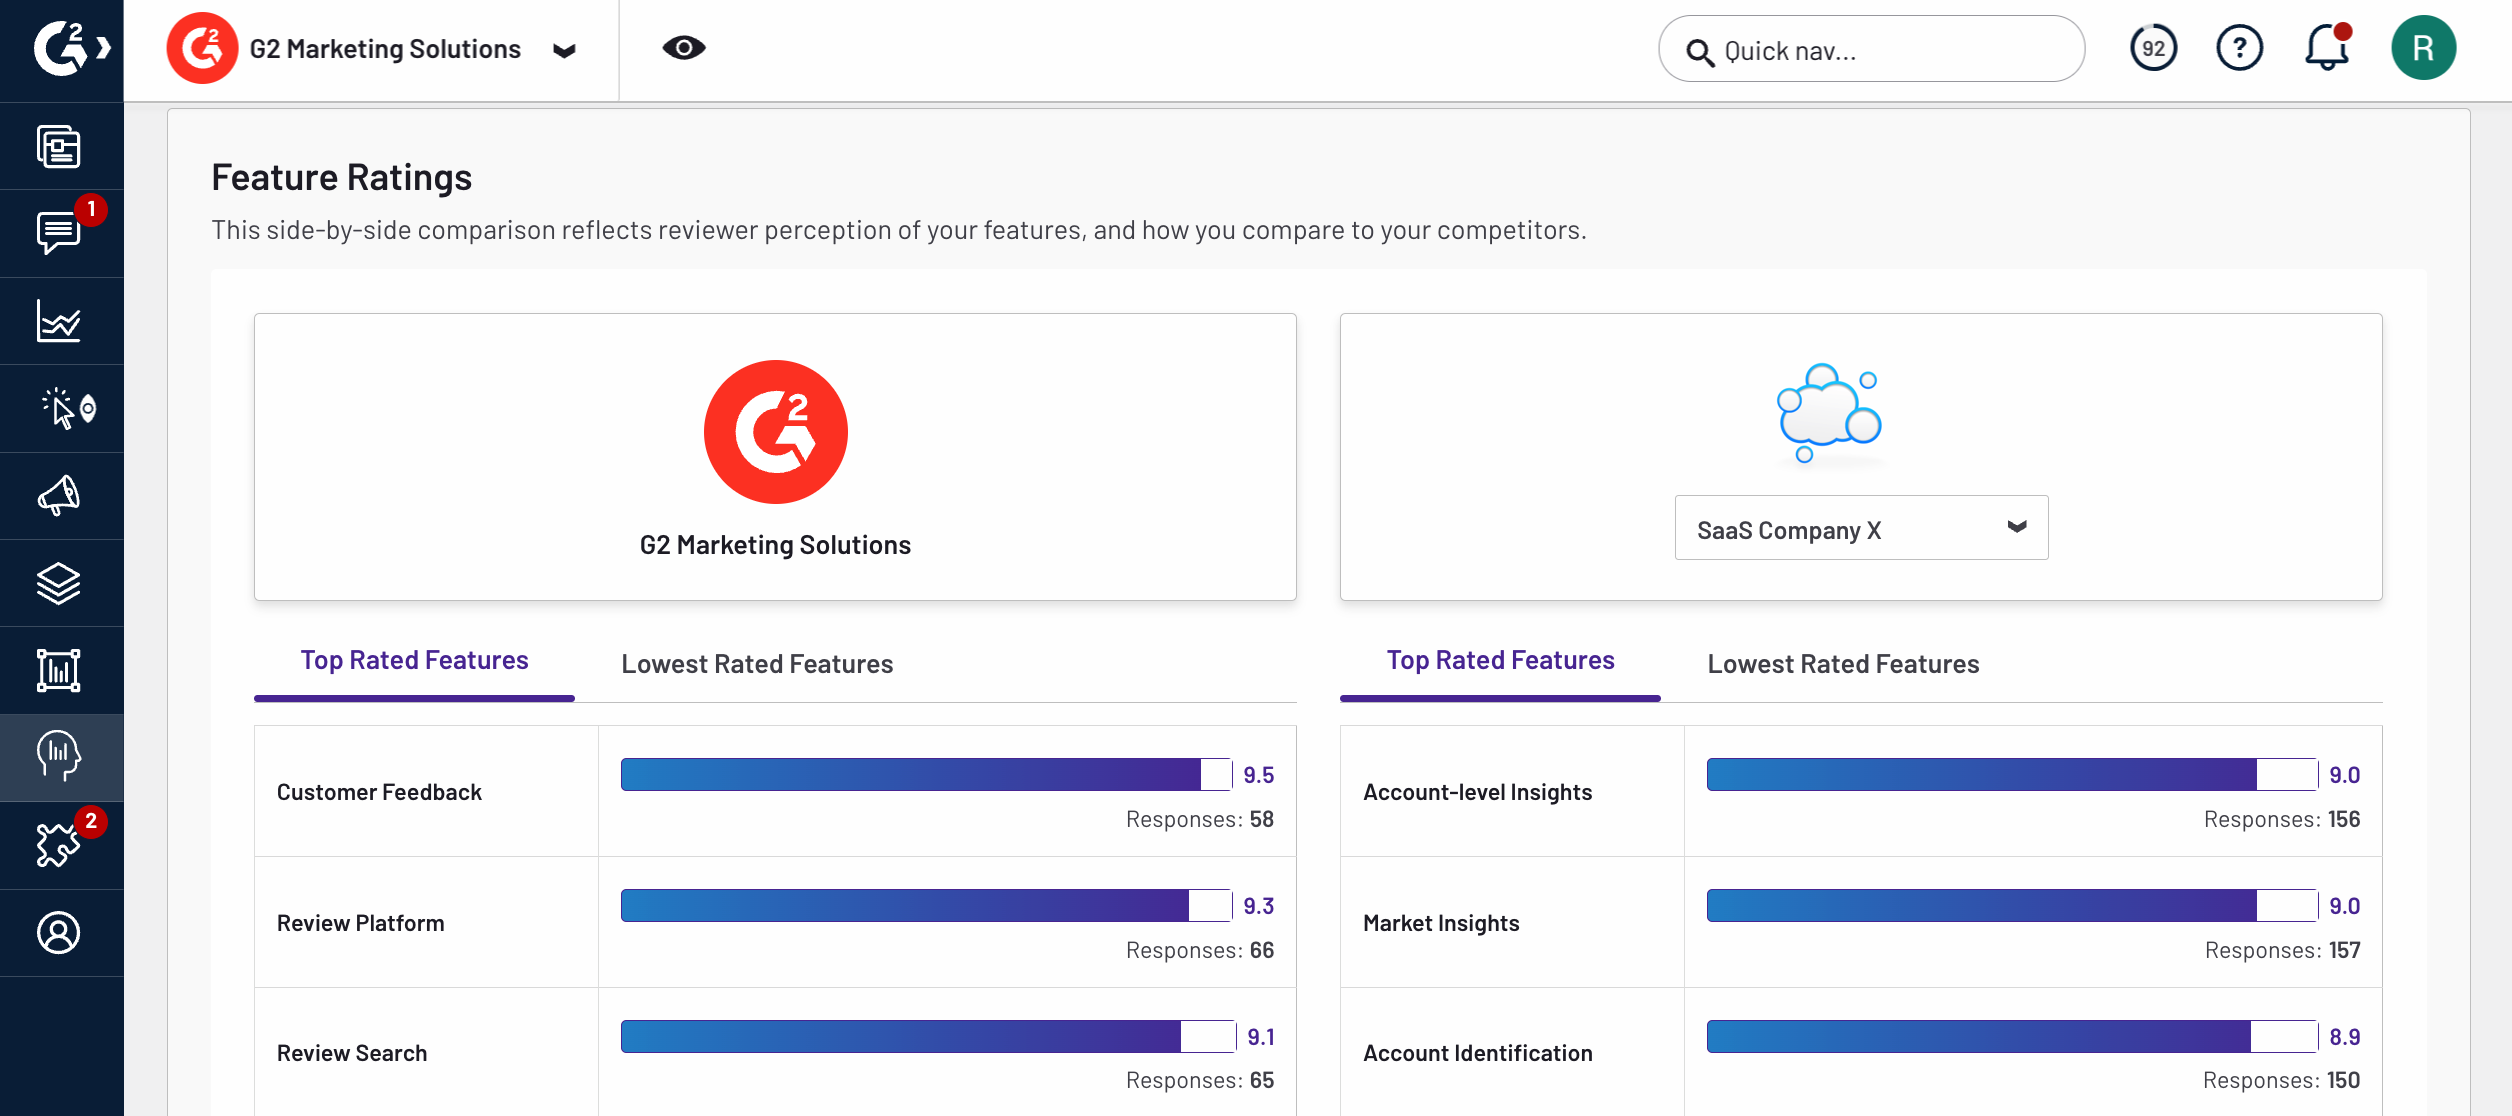 G2 Marketing Solutions
Quick nav...
92
?
R
1
2
Feature Ratings
This side-by-side comparison reflects reviewer perception of your features, and how you compare to your competitors.
G2 Marketing Solutions
SaaS Company X
Top Rated Features
Lowest Rated Features
Customer Feedback
9.5
Responses: 58
Review Platform
9.3
Responses: 66
Review Search
9.1
Responses: 65
Top Rated Features
Lowest Rated Features
Account-level Insights
9.0
Responses: 156
Market Insights
9.0
Responses: 157
Account Identification
8.9
Responses: 150